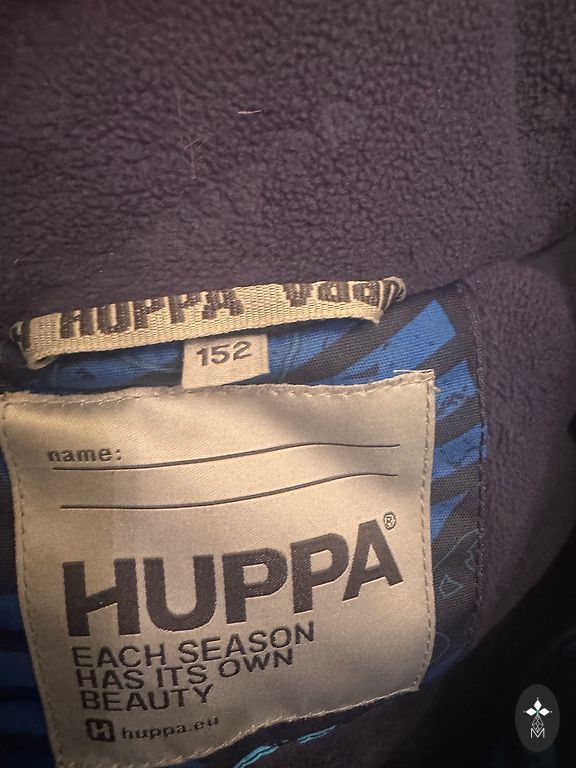 HUPPA
152
name:
HUPPA®
EACH SEASON
HAS ITS OWN
BEAUTY
H huppa.eu
M